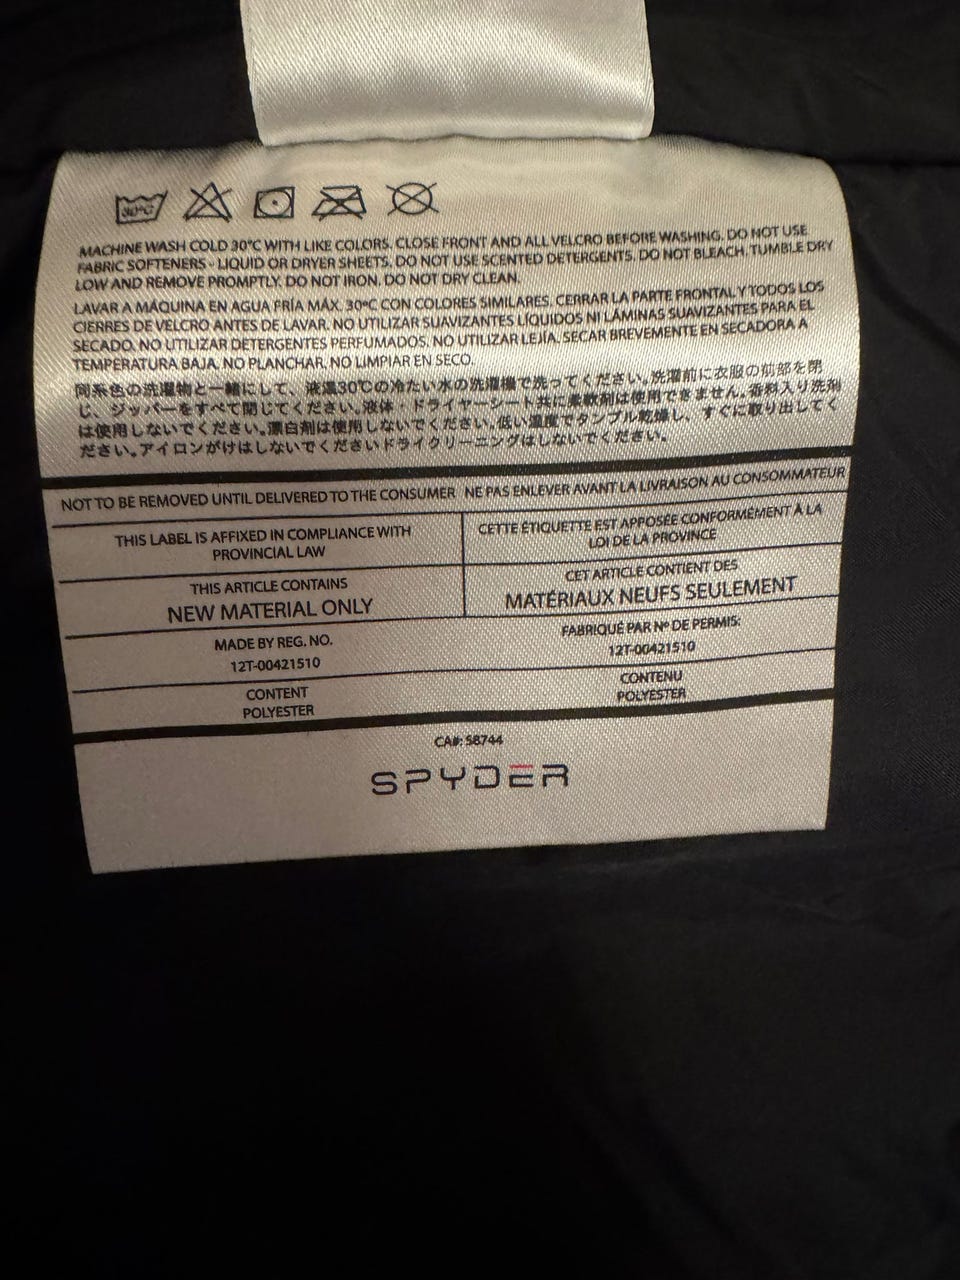 30°C
MACHINE WASH COLD 30°C WITH LIKE COLORS. CLOSE FRONT AND ALL VELCRO BEFORE WASHING. DO NOT USE
FABRIC SOFTENERS - LIQUID OR DRYER SHEETS. DO NOT USE SCENTED DETERGENTS. DO NOT BLEACH. TUMBLE DRY
LOW AND REMOVE PROMPTLY. DO NOT IRON. DO NOT DRY CLEAN.
LAVAR A MÁQUINA EN AGUA FRÍA MÁX. 30°C CON COLORES SIMILARES. CERRAR LA PARTE FRONTAL Y TODOS LOS
CIERRES DE VELCRO ANTES DE LAVAR. NO UTILIZAR SUAVIZANTES LÍQUIDOS NI LÁMINAS SUAVIZANTES PARA EL
SECADO. NO UTILIZAR DETERGENTES PERFUMADOS. NO UTILIZAR LEJÍA. SECAR BREVEMENTE EN SECADORA A
TEMPERATURA BAJA. NO PLANCHAR. NO LIMPIAR EN SECO.
同系色の洗濯物と一緒にして、液温30℃の冷たい水の洗濯機で洗ってください。洗濯前に衣服の前部を閉
じ、ジッパーをすべて閉じてください。液体・ドライヤーシート共に柔軟剤は使用できません。香料入り洗剤
は使用しないでください。漂白剤は使用しないでください。低い温度でタンブル乾燥し、すぐに取り出してく
ださい。アイロンがけはしないでくださいドライクリーニングはしないでください。
NOT TO BE REMOVED UNTIL DELIVERED TO THE CONSUMER NE PAS ENLEVER AVANT LA LIVRAISON AU CONSOMMATEUR
THIS LABEL IS AFFIXED IN COMPLIANCE WITH
PROVINCIAL LAW
CETTE ÉTIQUETTE EST APPOSÉE CONFORMÉMENT À LA
LOI DE LA PROVINCE
THIS ARTICLE CONTAINS
NEW MATERIAL ONLY
CET ARTICLE CONTIENT DES
MATÉRIAUX NEUFS SEULEMENT
MADE BY REG. NO.
12T-00421510
FABRIQUÉ PAR Nº DE PERMIS:
12T-00421510
CONTENT
POLYESTER
CONTENU
POLYESTER
CA#: 58744
SPYDER